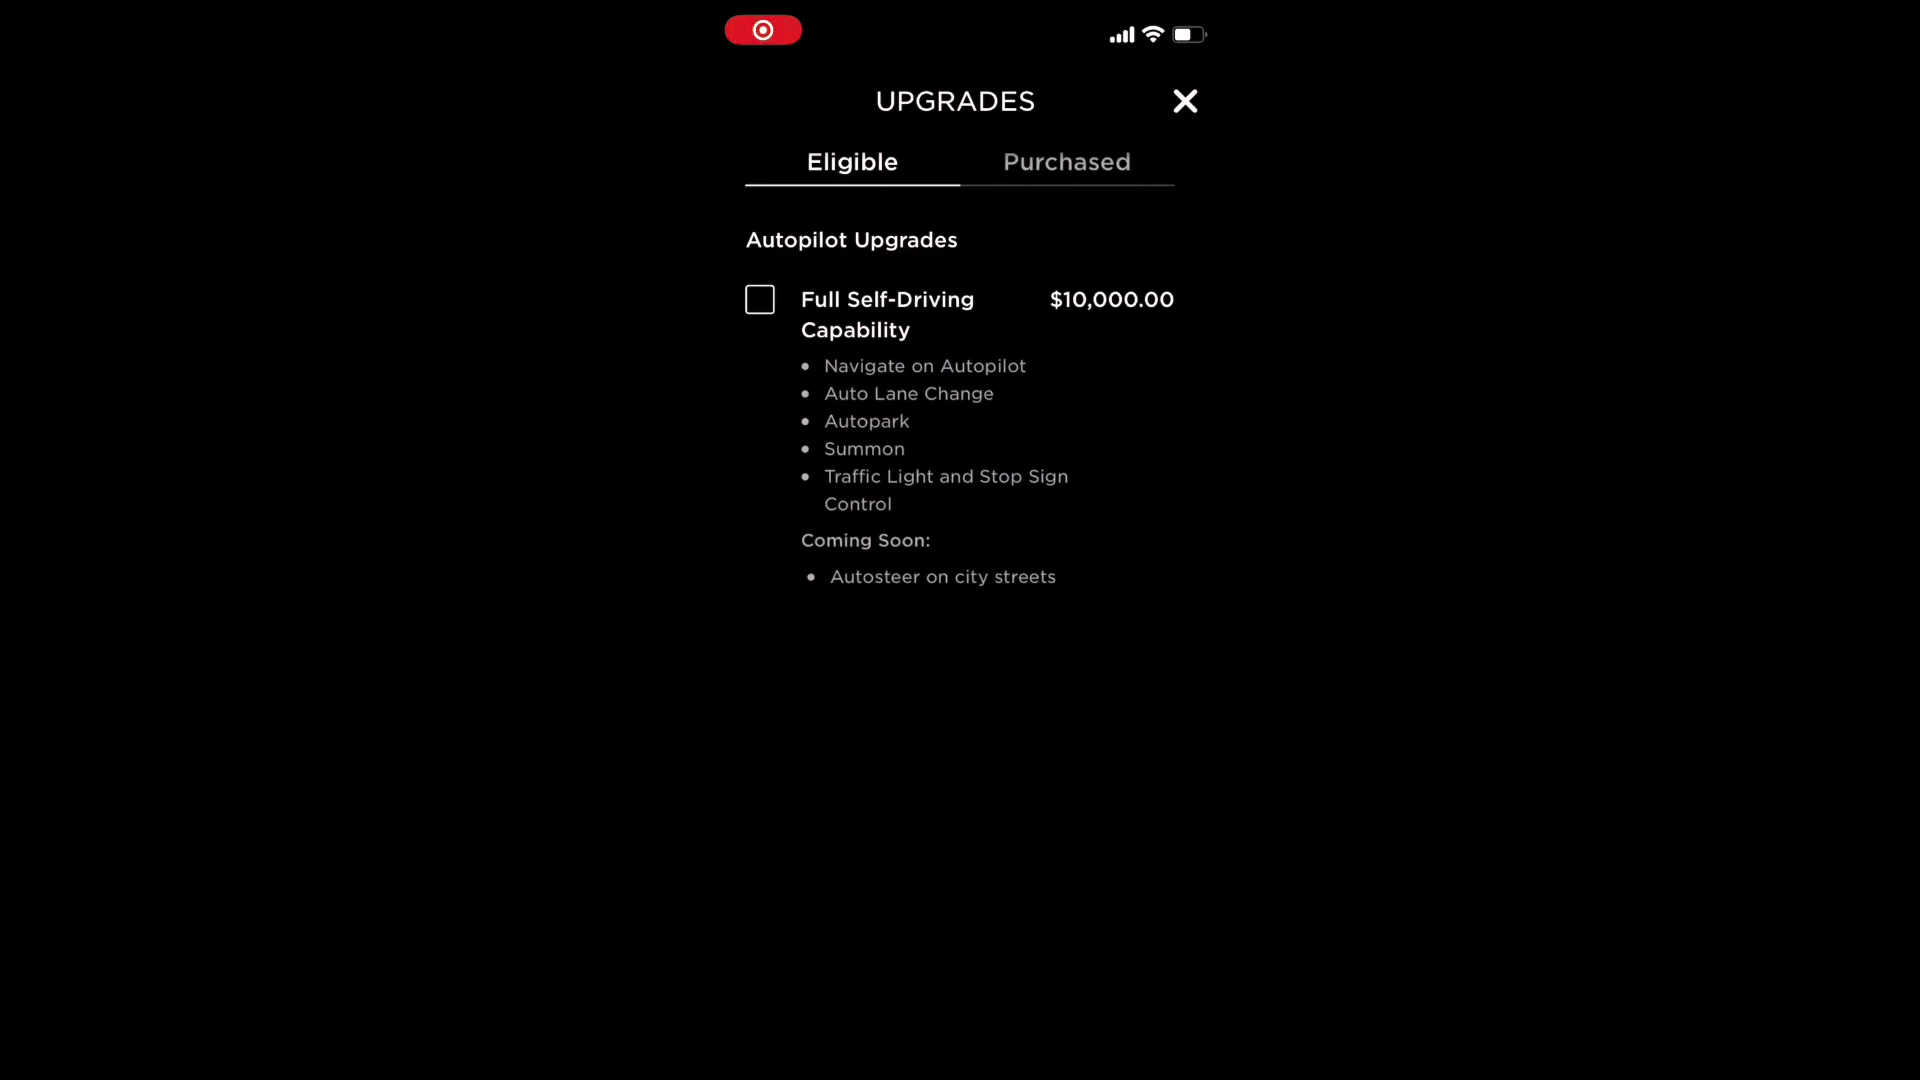 UPGRADES
Eligible
Purchased
Autopilot Upgrades
Full Self-Driving $10,000.00
Capability
• Navigate on Autopilot
• Auto Lane Change
• Autopark
• Summon
• Traffic Light and Stop Sign
Control
Coming Soon:
• Autosteer on city streets